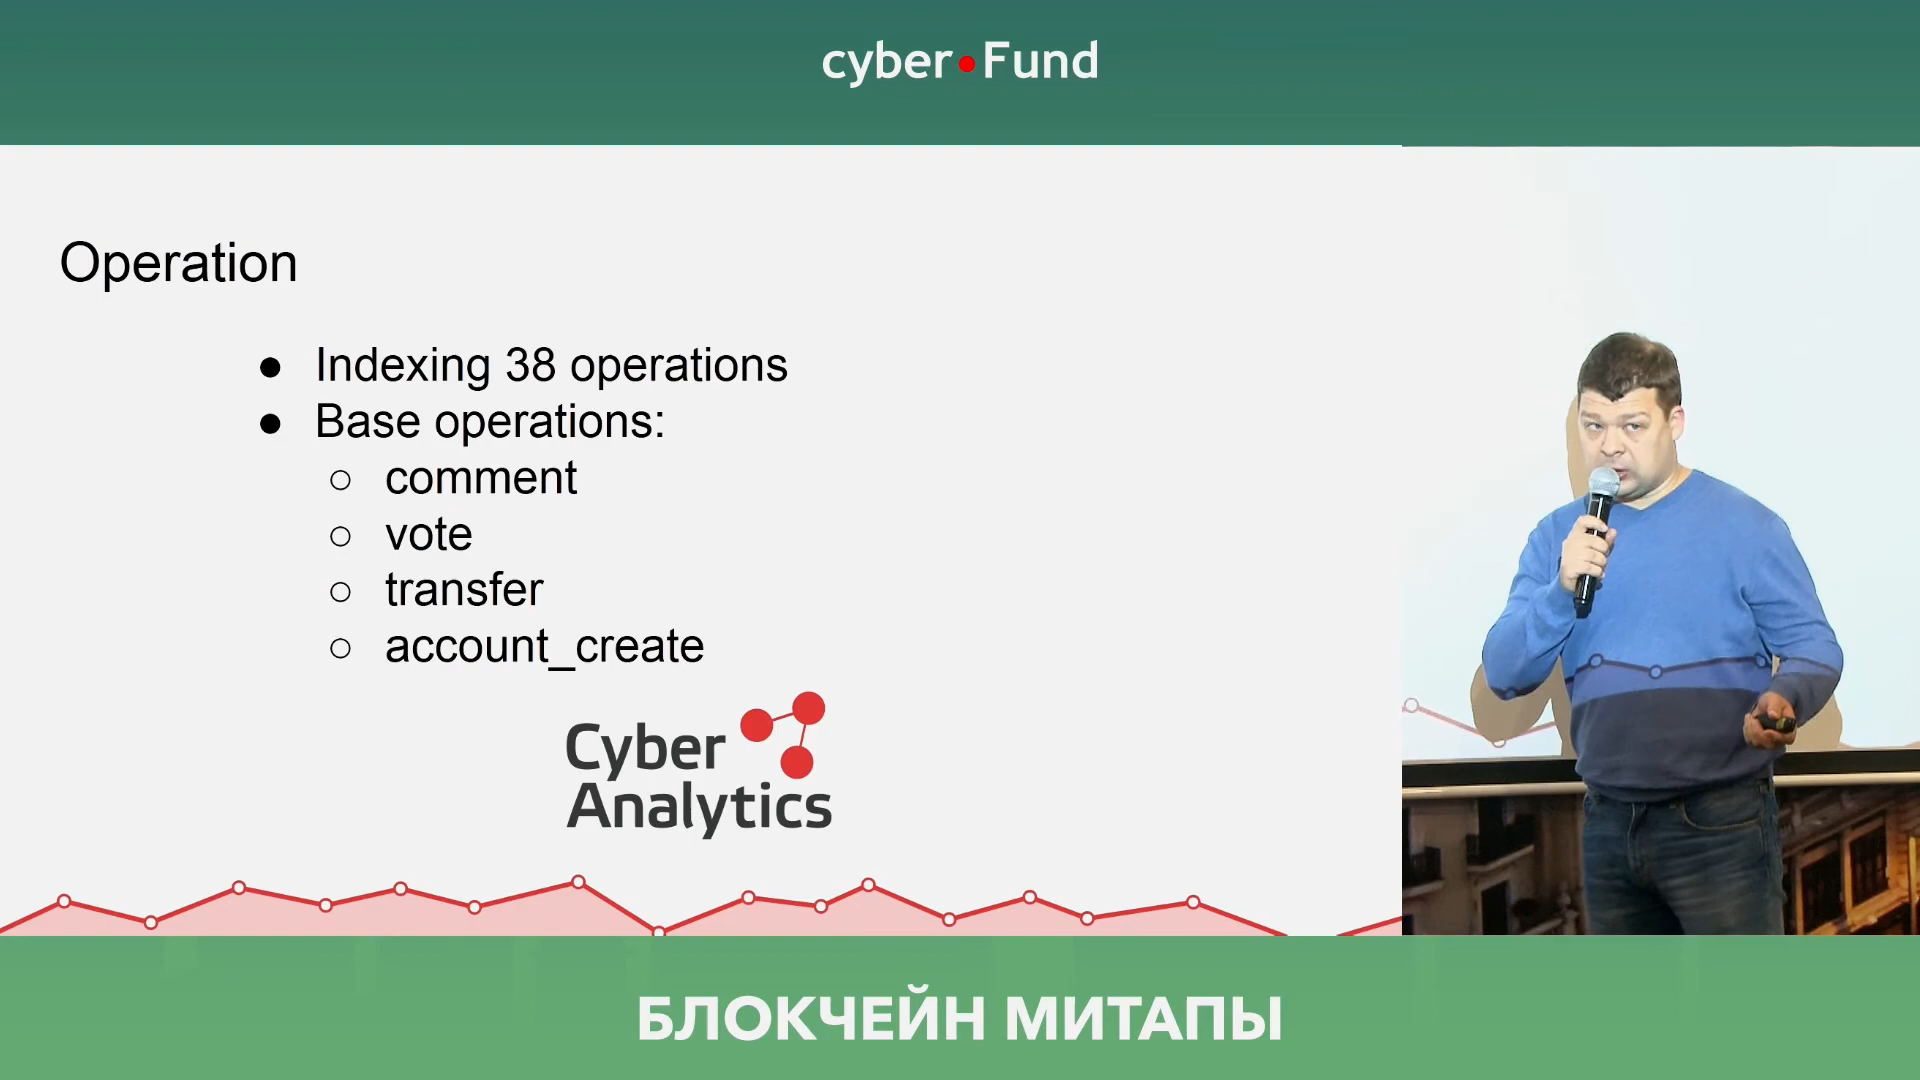 cyber•Fund
Operation
● Indexing 38 operations
● Base operations:
○ comment
○ vote
○ transfer
○ account_create
Cyber
Analytics
БЛОКЧЕЙН МИТАПЫ